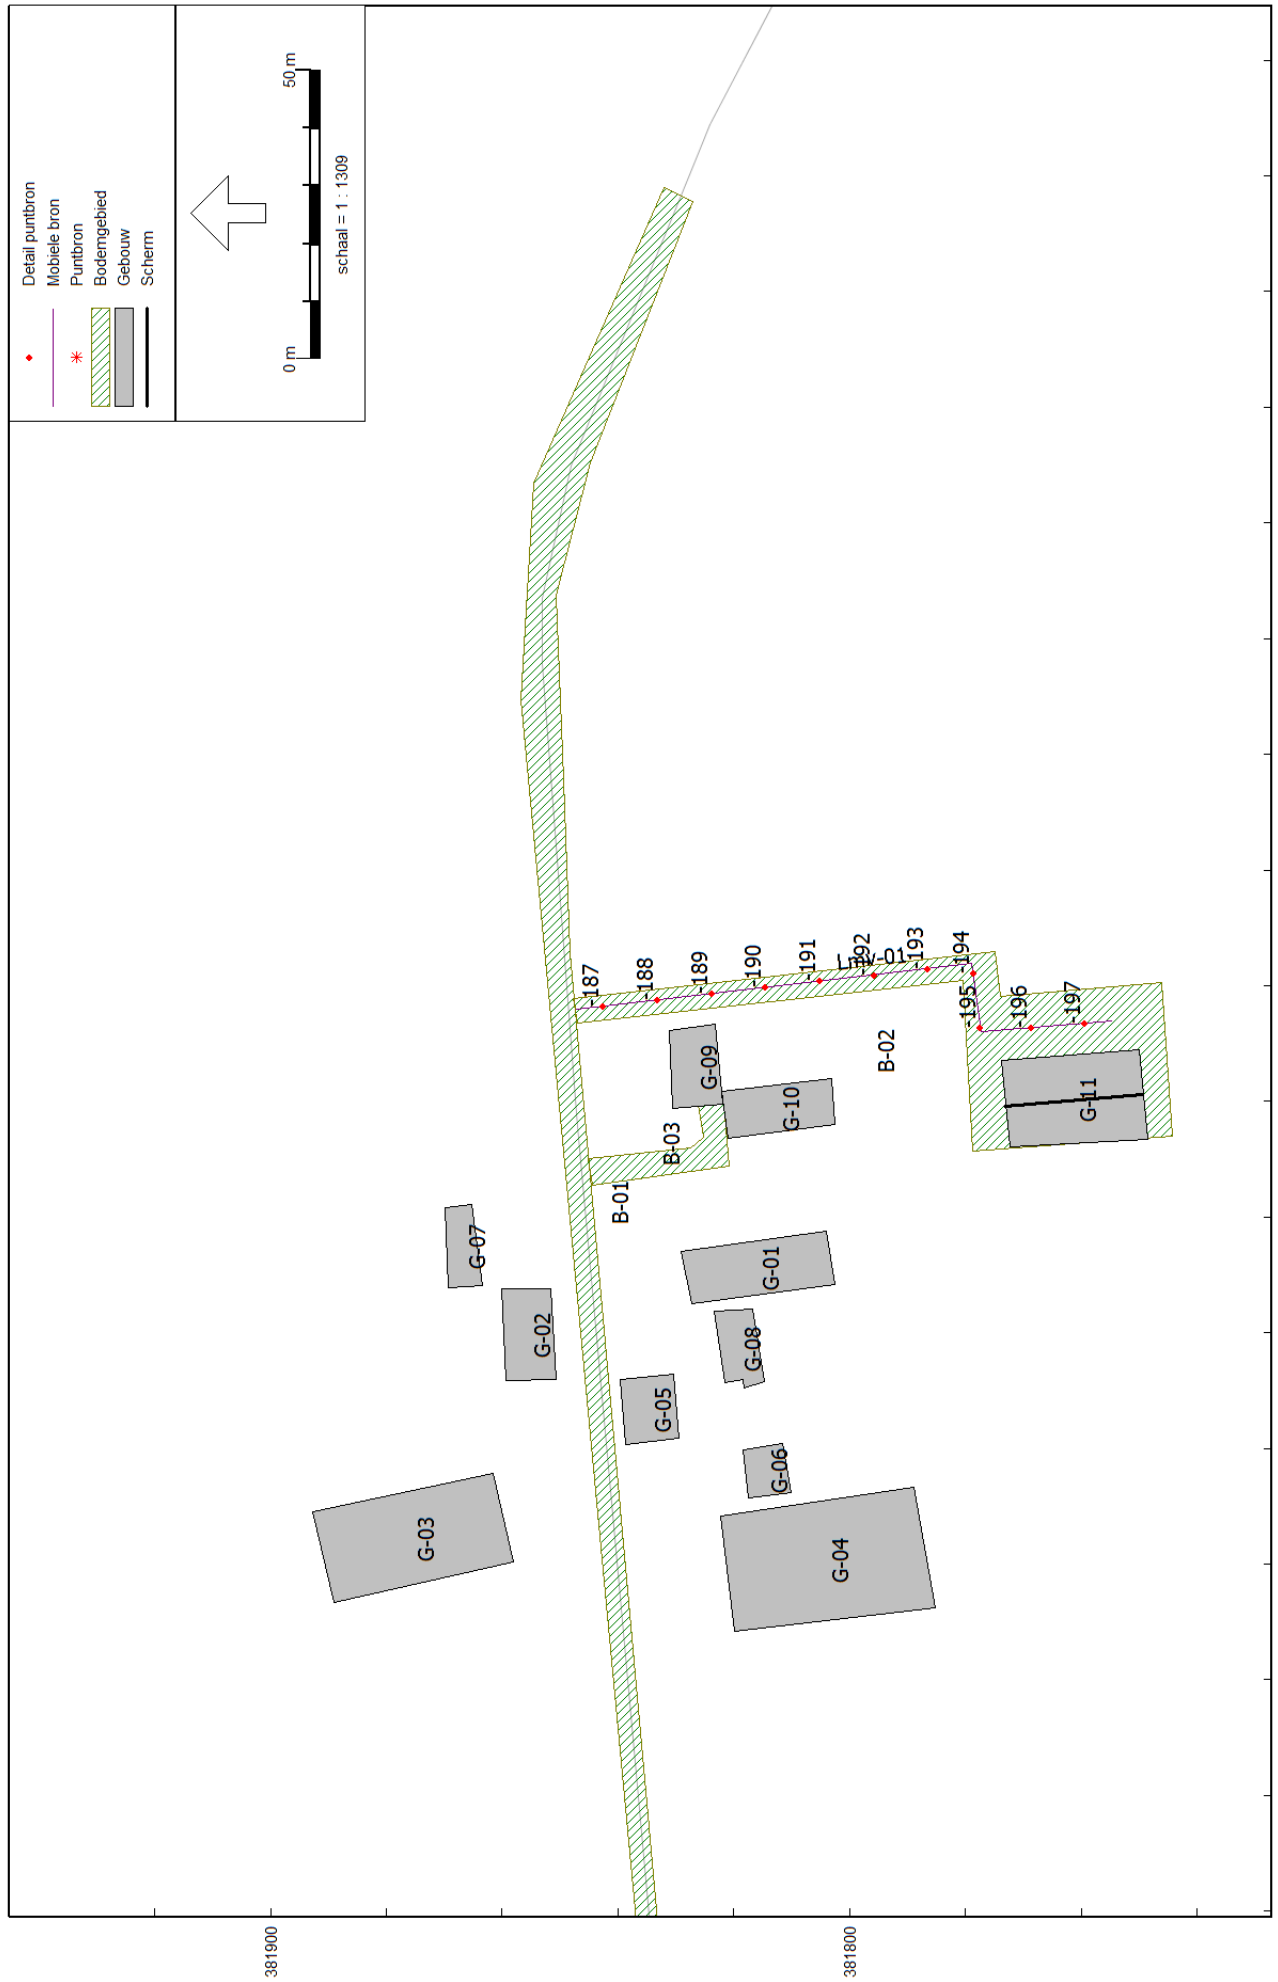 Detail puntbron
Mobiele bron
Puntbron
Bodemgebied
Gebouw
Scherm
0 m
50 m
schaal = 1 : 1309
G-03
G-07
G-02
B-01
G-05
B-03
G-09
G-01
G-08
G-10
G-06
G-04
B-02
G-11
-187
-188
-189
-190
-191
-192
-193
-194
-195
-196
-197
381900
381800